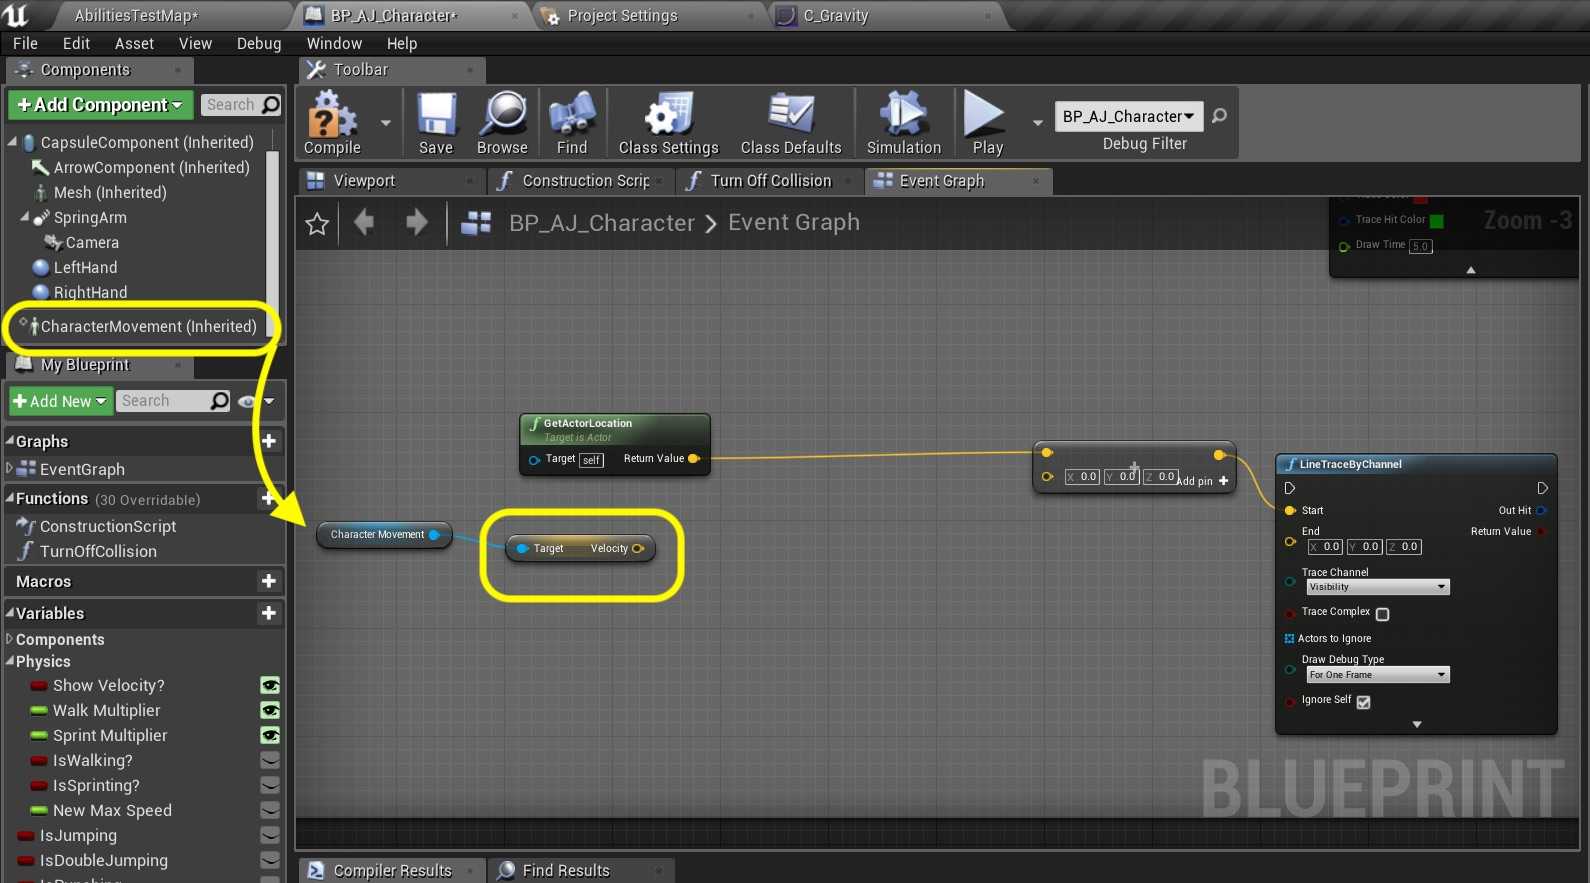 AbilitiesTestMap*
BP_AJ_Character*
Project Settings
C_Gravity
File Edit Asset View Debug Window Help
Components
Toolbar
+Add Component
Search
CapsuleComponent (Inherited)
ArrowComponent (Inherited)
Mesh (Inherited)
SpringArm
Camera
LeftHand
RightHand
CharacterMovement (Inherited)
Compile
Save
Browse
Find
Class Settings
Class Defaults
Simulation
Play
BP_AJ_Character
Debug Filter
Viewport
Construction Scrip
Turn Off Collision
Event Graph
BP_AJ_Character > Event Graph
Zoom -3
Trace Hit Color
Draw Time 5.0
My Blueprint
+Add New
Search
Graphs
EventGraph
Functions (30 Overridable)
ConstructionScript
TurnOffCollision
Macros
Variables
Components
Physics
Show Velocity?
Walk Multiplier
Sprint Multiplier
IsWalking?
IsSprinting?
New Max Speed
IsJumping
IsDoubleJumping
GetActorLocation
Target is Actor
Target self Return Value
Character Movement
Target Velocity
X 0.0 Y 0.0 Z 0.0 Add pin +
LineTraceByChannel
Start Out Hit
End Return Value
X 0.0 Y 0.0 Z 0.0
Trace Channel
Visibility
Trace Complex
Actors to Ignore
Draw Debug Type
For One Frame
Ignore Self
BLUEPRINT
Compiler Results
Find Results